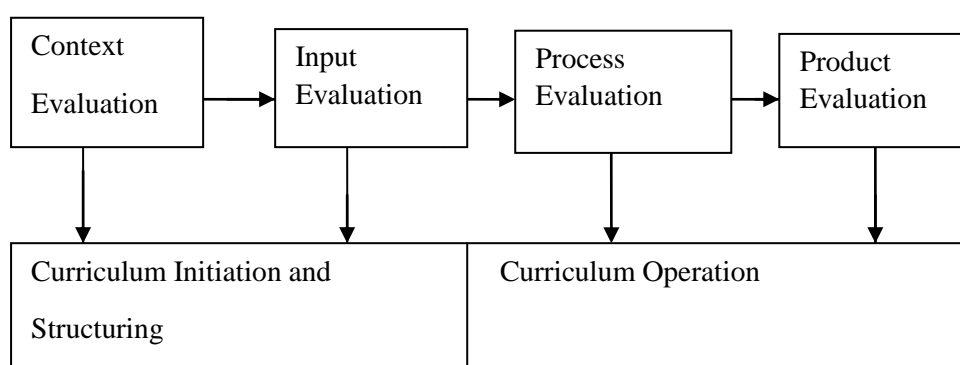 Context
Evaluation
Input
Evaluation
Process
Evaluation
Product
Evaluation
Curriculum Initiation and
Structuring
Curriculum Operation